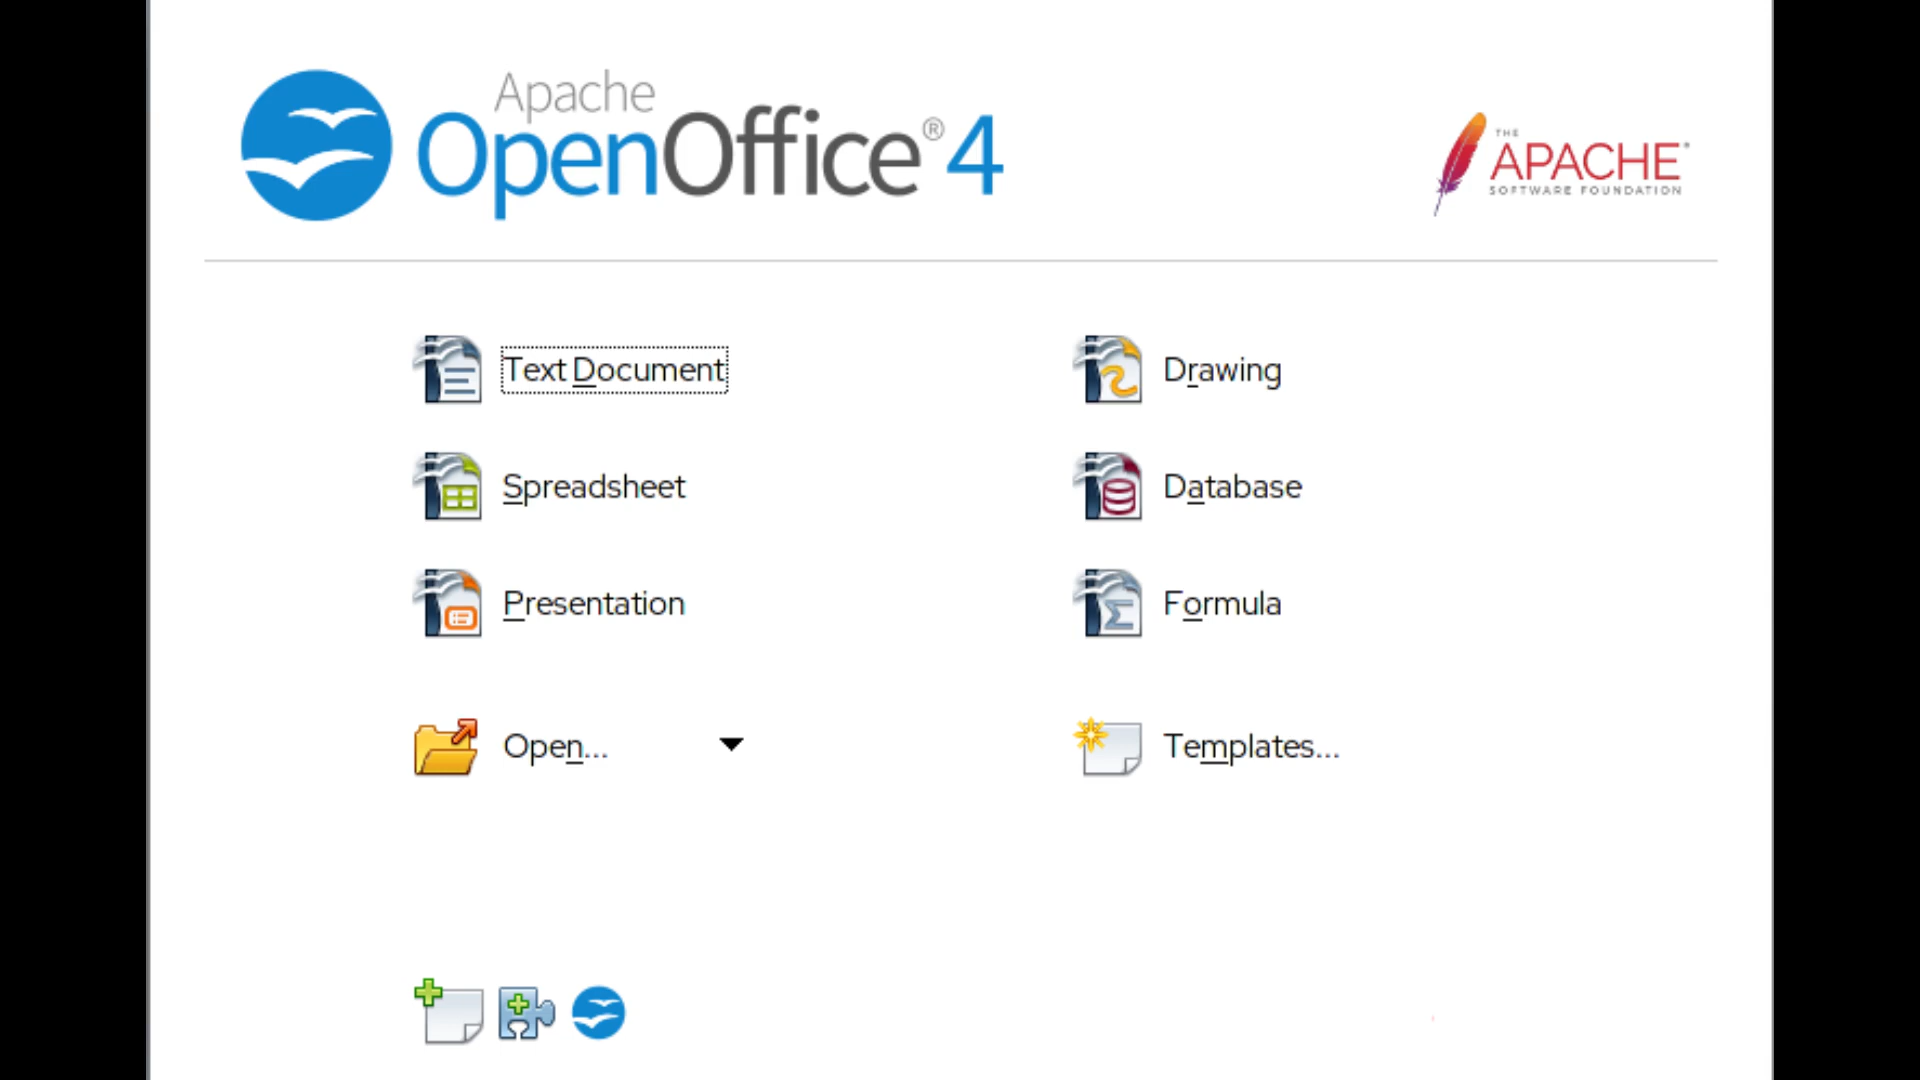 Apache
OpenOffice® 4
THE
APACHE
SOFTWARE FOUNDATION
Text Document
Drawing
Spreadsheet
Database
Presentation
Formula
Open...
Templates...